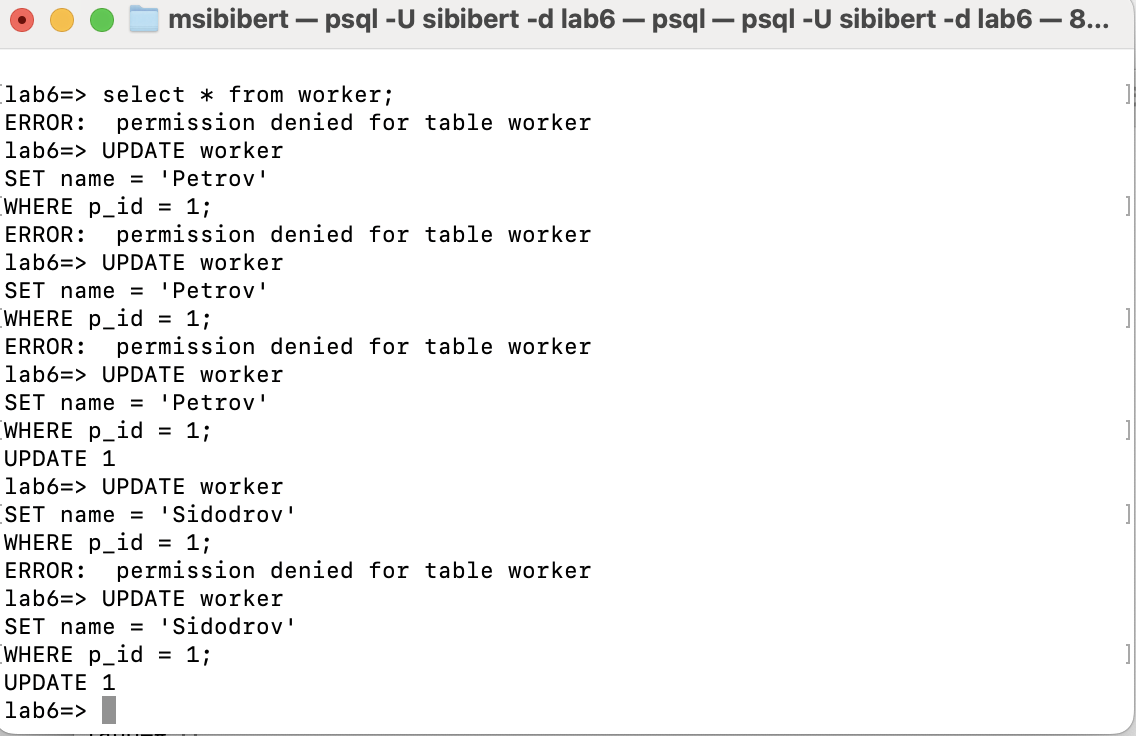 msibibert — psql -U sibibert -d lab6 — psql — psql -U sibibert -d lab6 — 8...
[lab6=> select * from worker; ]
ERROR:  permission denied for table worker
lab6=> UPDATE worker
SET name = 'Petrov'
[WHERE p_id = 1; ]
ERROR:  permission denied for table worker
lab6=> UPDATE worker
SET name = 'Petrov'
[WHERE p_id = 1; ]
ERROR:  permission denied for table worker
lab6=> UPDATE worker
SET name = 'Petrov'
[WHERE p_id = 1; ]
UPDATE 1
lab6=> UPDATE worker
[SET name = 'Sidodrov' ]
WHERE p_id = 1;
ERROR:  permission denied for table worker
lab6=> UPDATE worker
SET name = 'Sidodrov'
[WHERE p_id = 1; ]
UPDATE 1
lab6=>